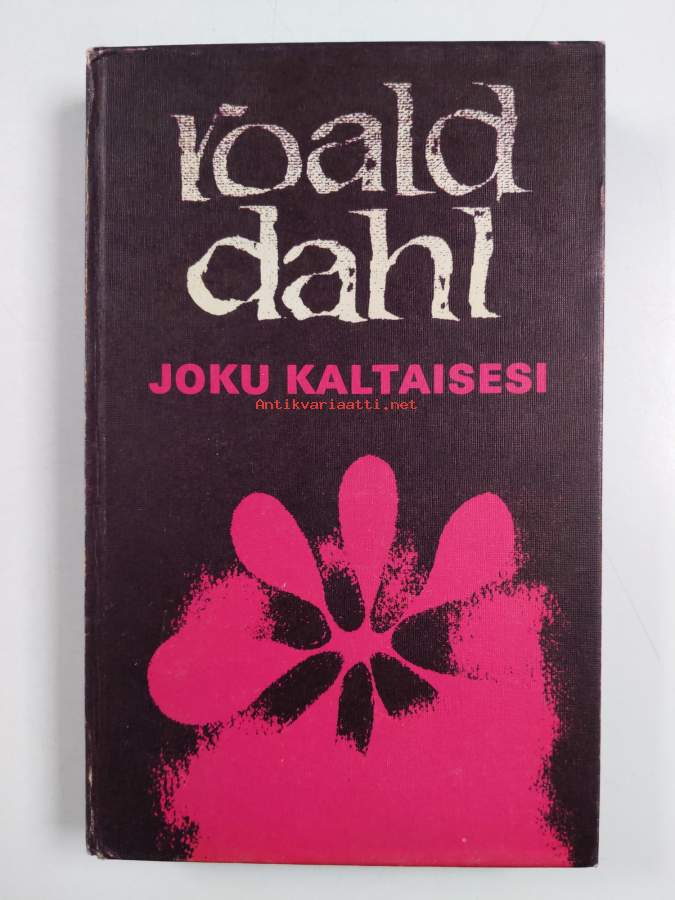 roald
dahl
JOKU KALTAISESI
Antikvariaatti.net